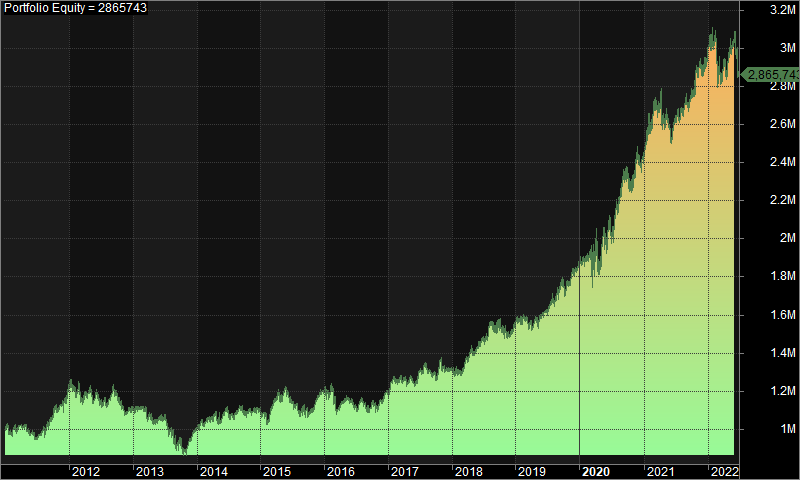 Portfolio Equity = 2865743
3.2M
3M
2,865,743
2.8M
2.6M
2.4M
2.2M
2M
1.8M
1.6M
1.4M
1.2M
1M
2012 2013 2014 2015 2016 2017 2018 2019 2020 2021 2022